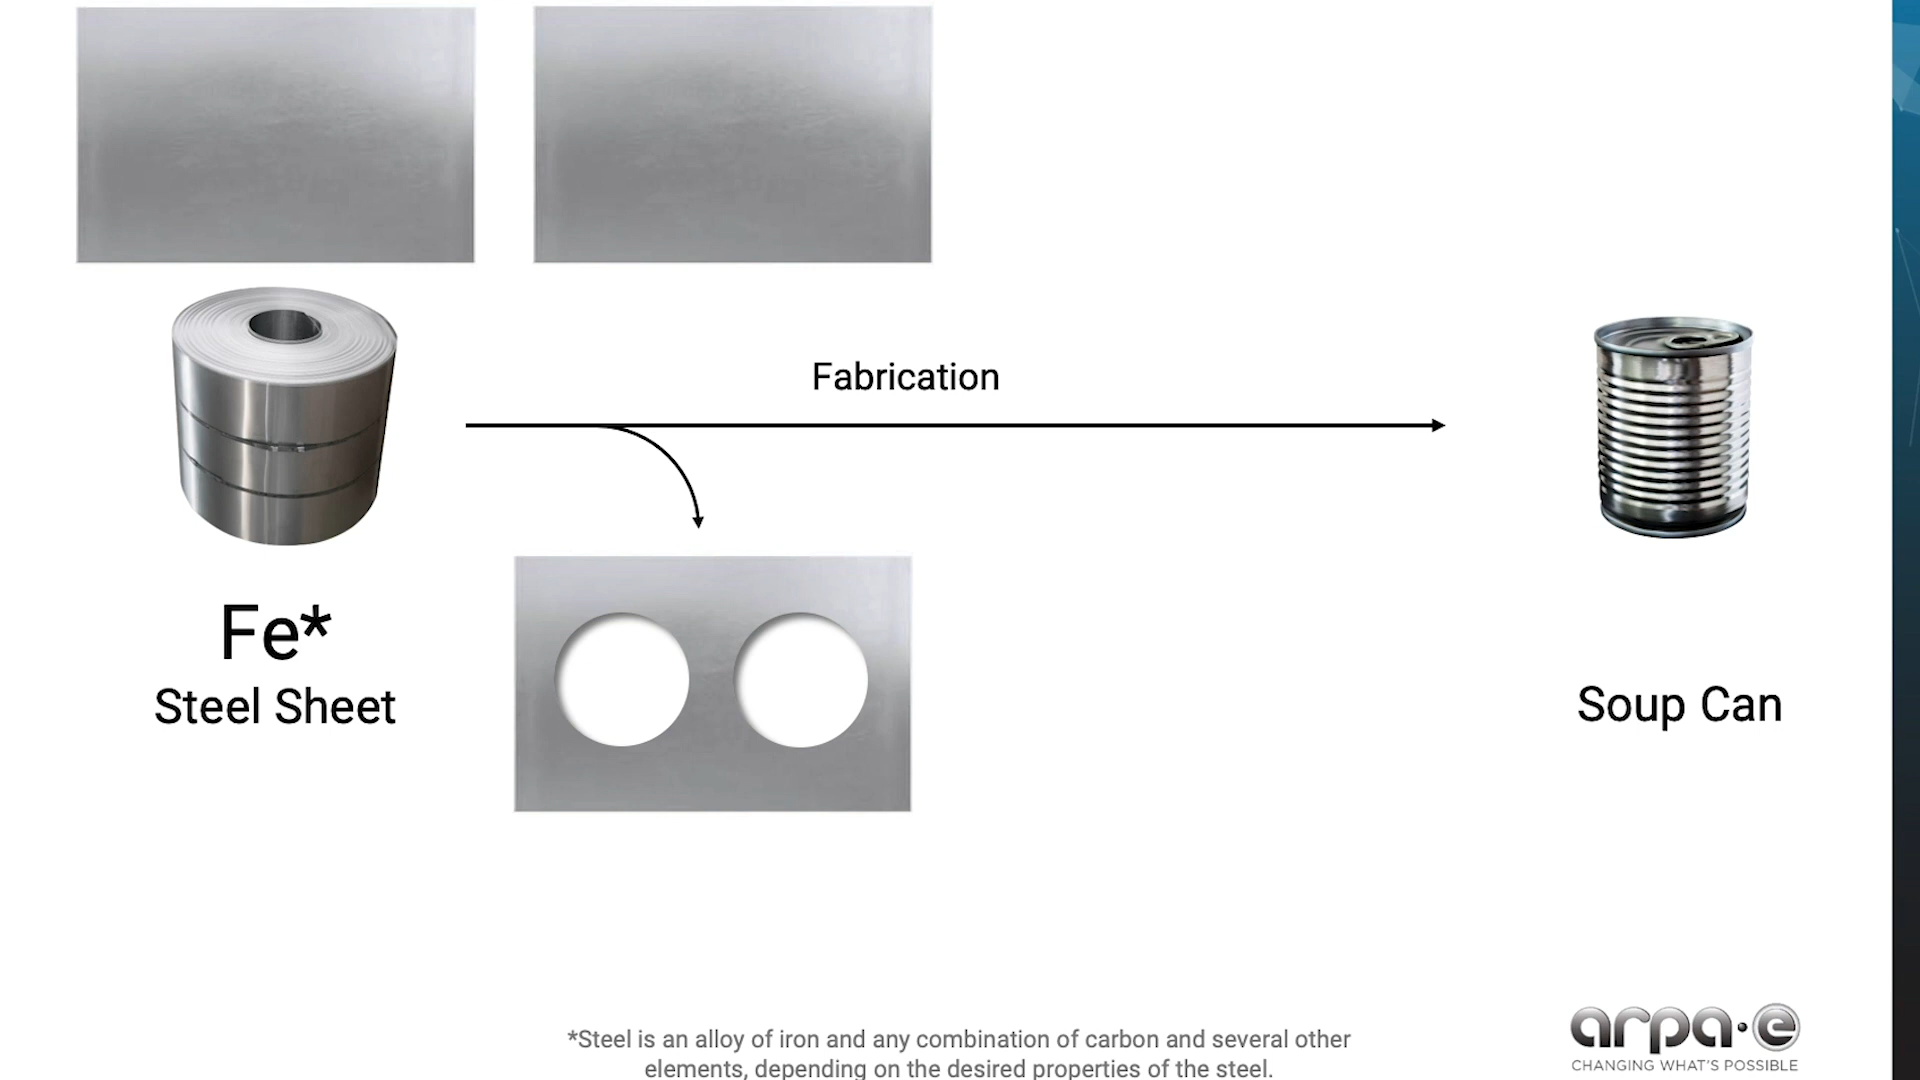 Fabrication
Fe*
Steel Sheet
Soup Can
*Steel is an alloy of iron and any combination of carbon and several other
elements, depending on the desired properties of the steel.
arpa·e
CHANGING WHAT'S POSSIBLE